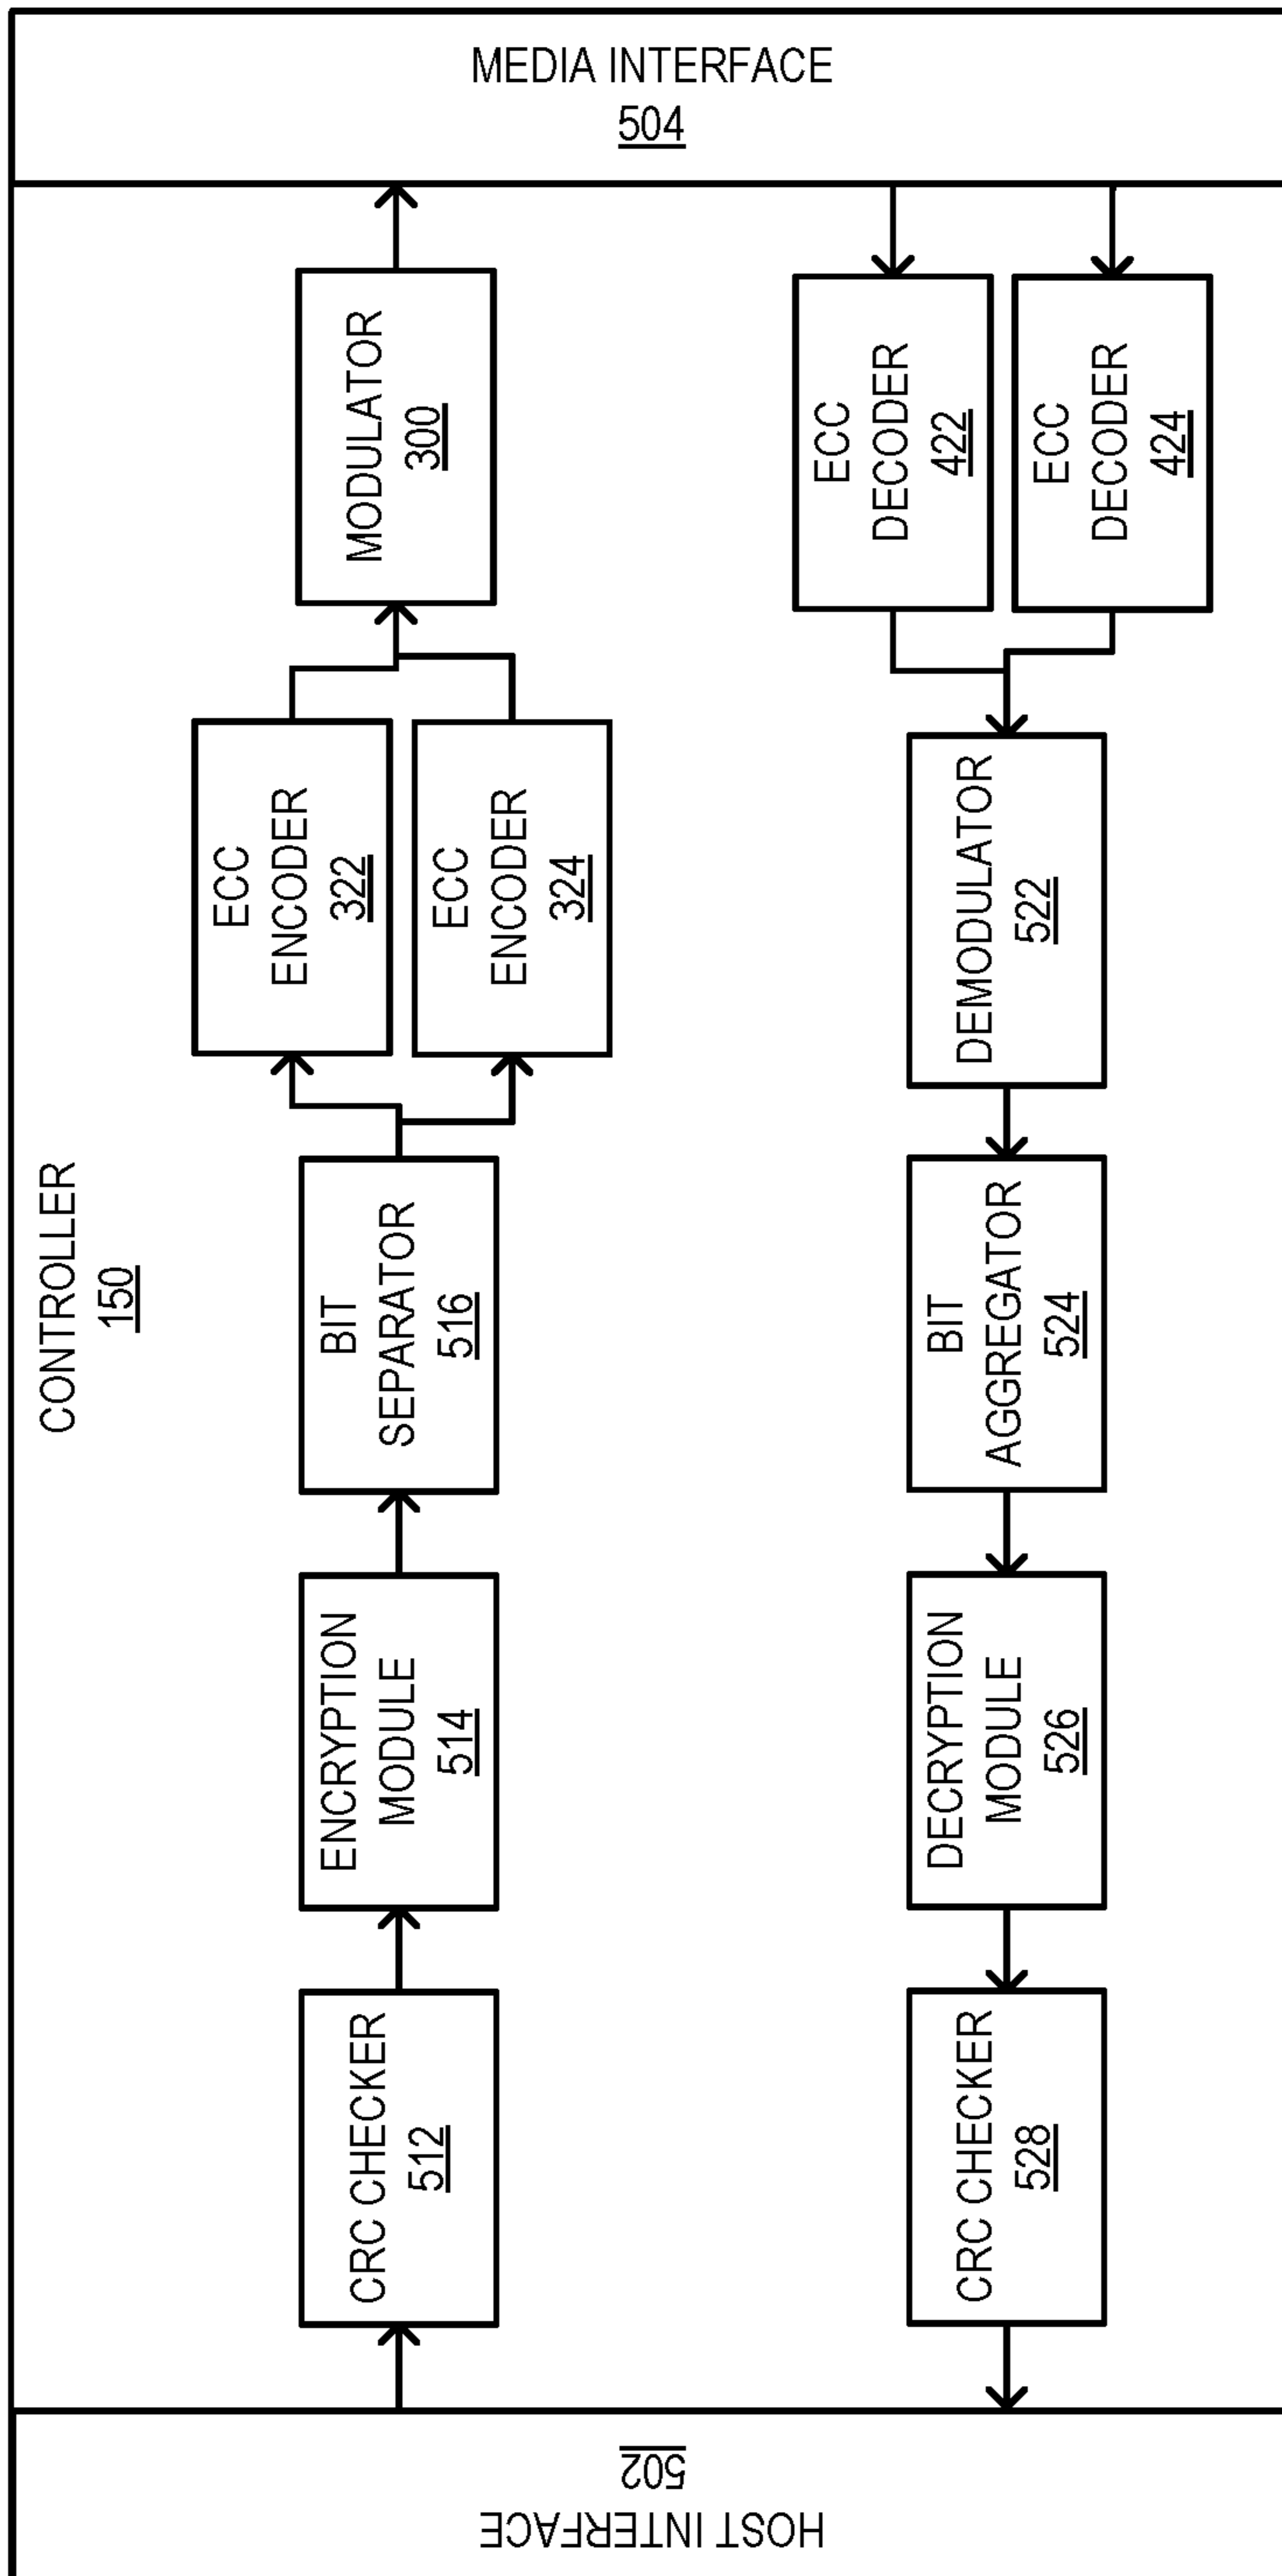 MEDIA INTERFACE
504
CONTROLLER
150
MODULATOR
300
ECC
ENCODER
322
ECC
ENCODER
324
BIT
SEPARATOR
516
ENCRYPTION
MODULE
514
CRC CHECKER
512
ECC
DECODER
422
ECC
DECODER
424
DEMODULATOR
522
BIT
AGGREGATOR
524
DECRYPTION
MODULE
526
CRC CHECKER
528
HOST INTERFACE
502